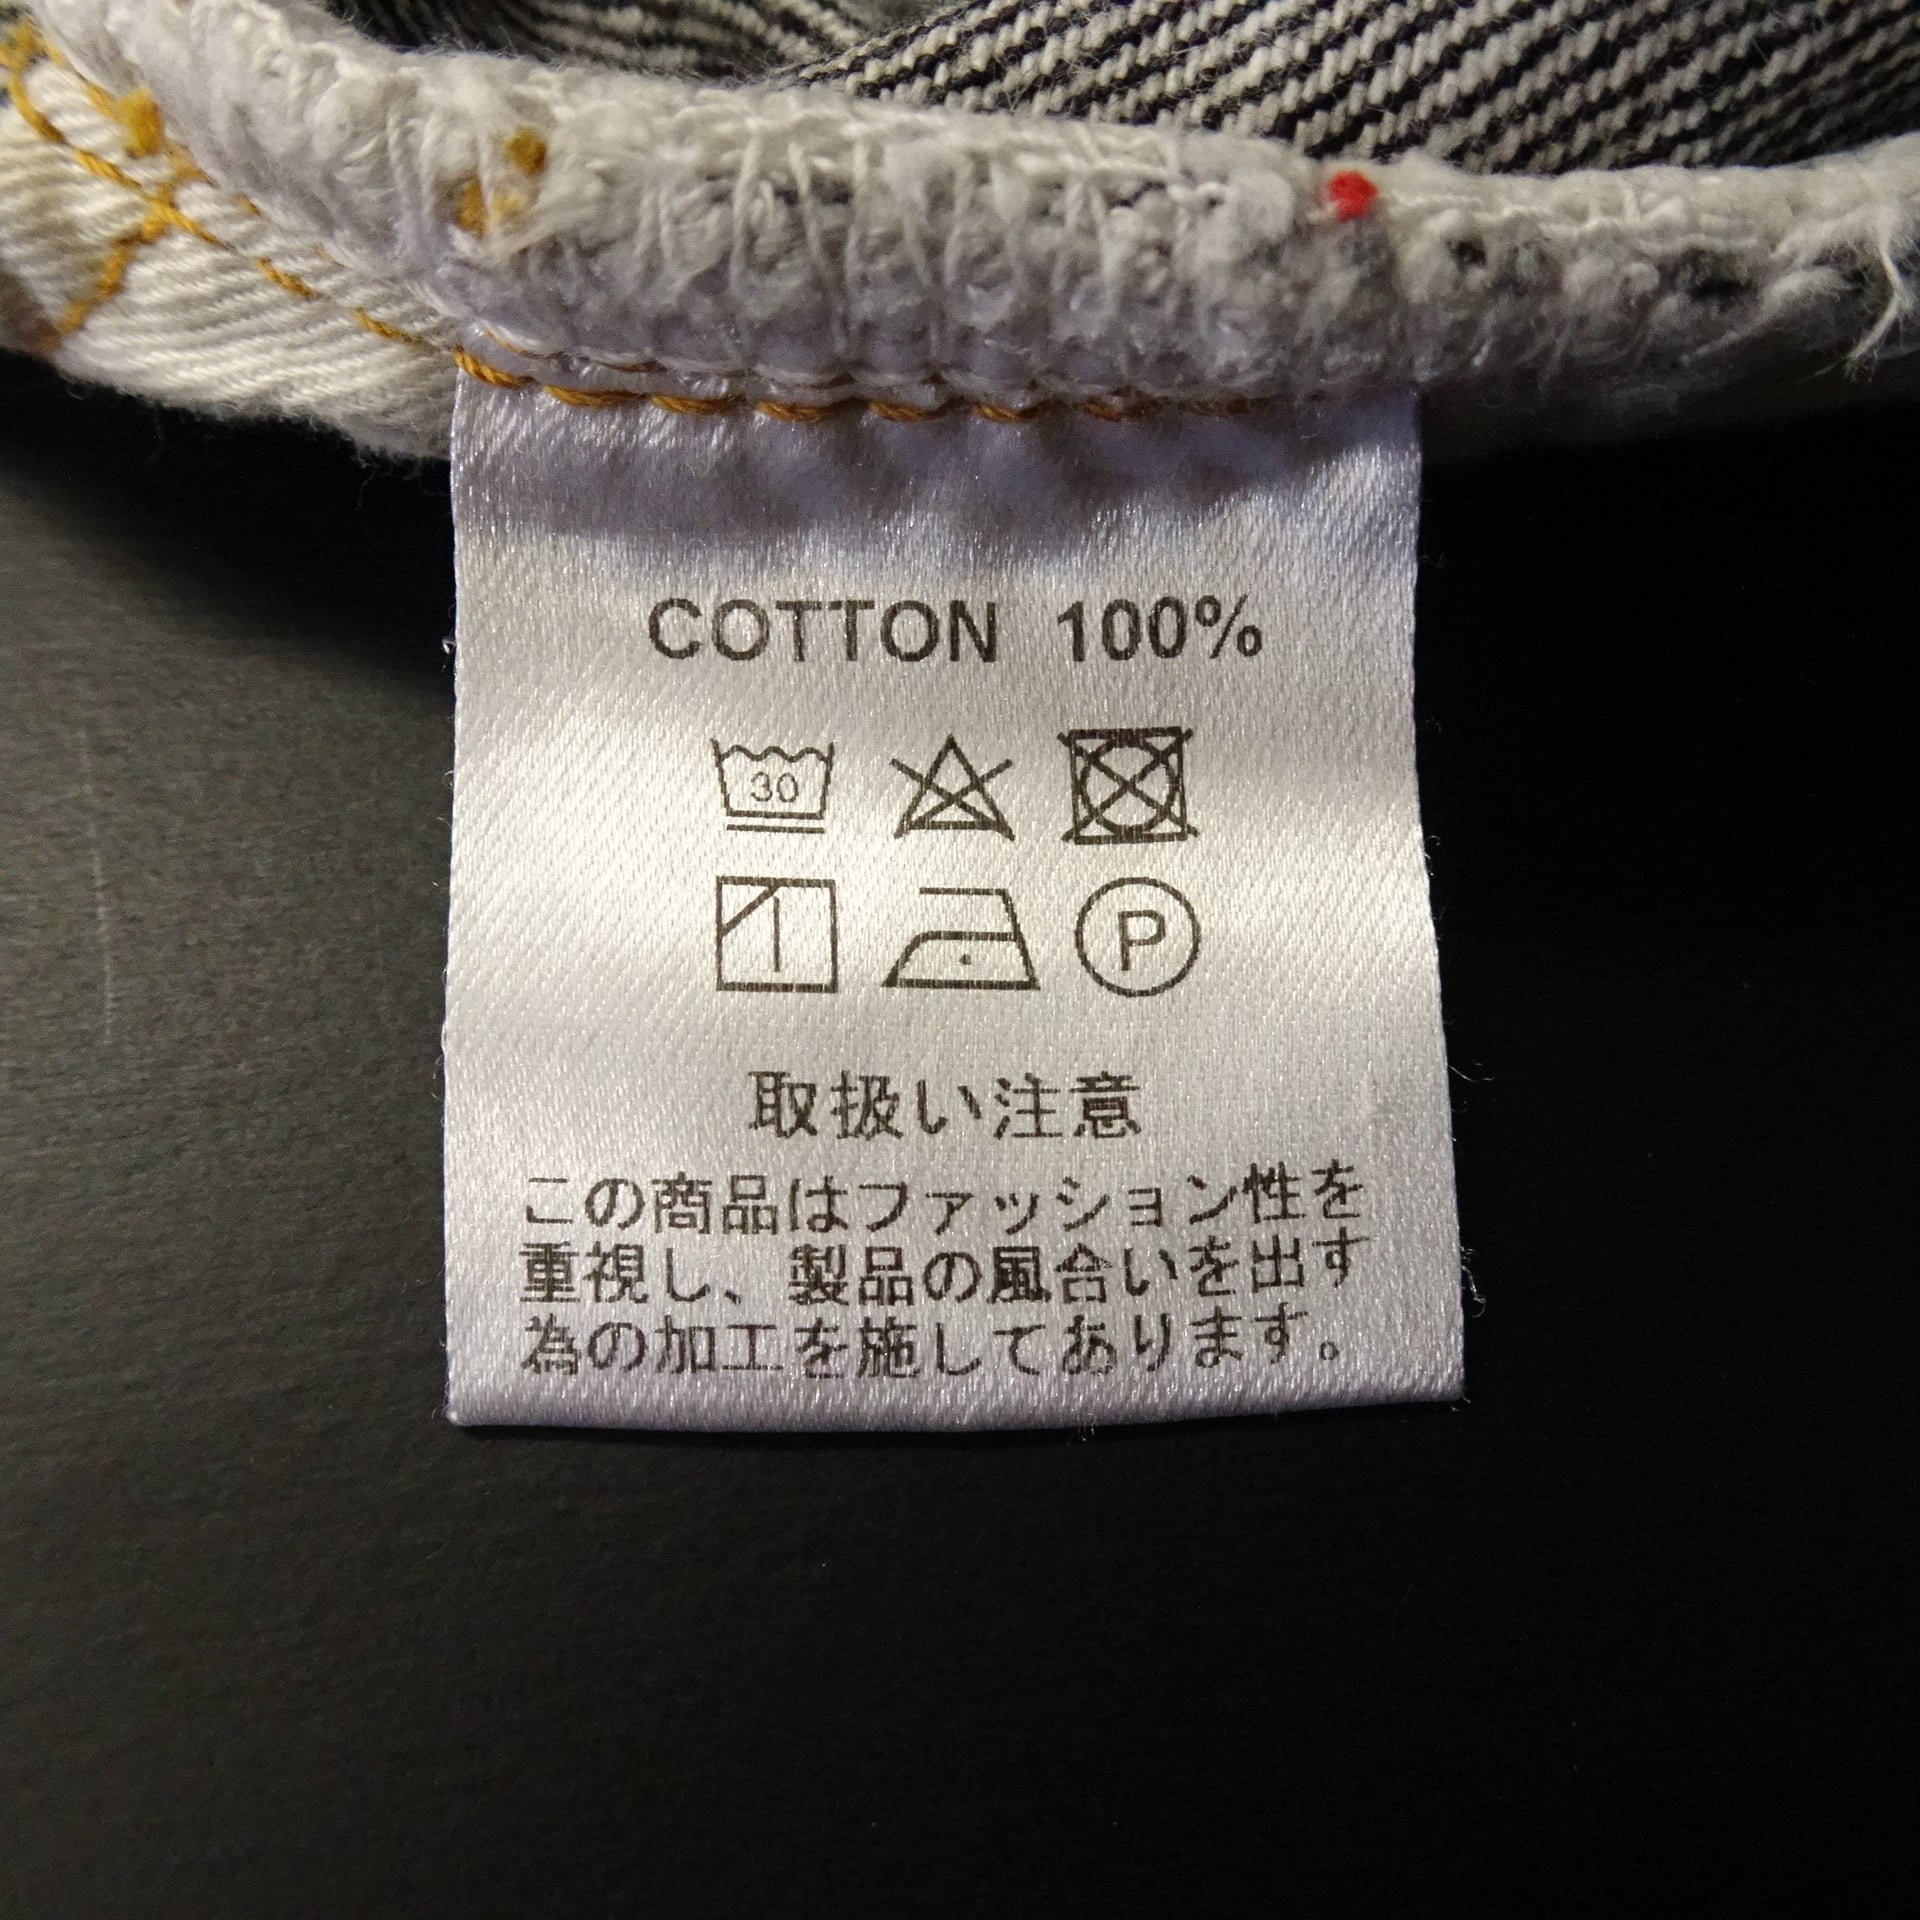 COTTON 100%
30
P
取扱い注意
この商品はファッション性を
重視し、製品の風合いを出す
為の加工を施してあります。